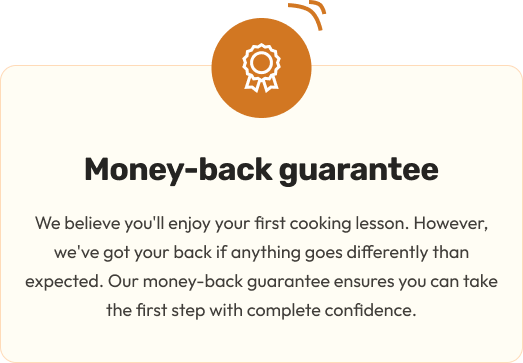 Money-back guarantee
We believe you'll enjoy your first cooking lesson. However,
we've got your back if anything goes differently than
expected. Our money-back guarantee ensures you can take
the first step with complete confidence.